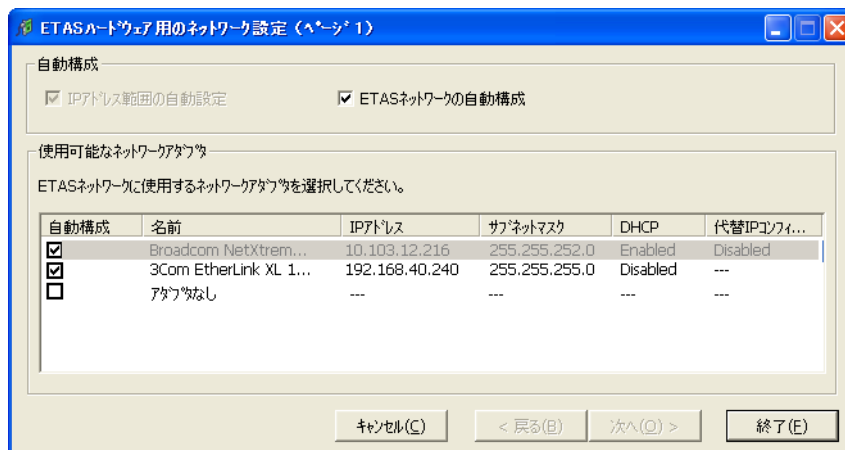 ETASﾊｰﾄﾞｳｪｱ用のﾈｯﾄﾜｰｸ設定（ﾍﾟｰｼﾞ1）
自動構成
IPｱﾄﾞﾚｽ範囲の自動設定 ETASﾈｯﾄﾜｰｸの自動構成
使用可能なﾈｯﾄﾜｰｸｱﾀﾞﾌﾟﾀ
ETASﾈｯﾄﾜｰｸに使用するﾈｯﾄﾜｰｸｱﾀﾞﾌﾟﾀを選択してください。
自動構成 名前 IPｱﾄﾞﾚｽ ｻﾌﾞﾈｯﾄﾏｽｸ DHCP 代替IPｺﾝﾌｨ...
Broadcom NetXtrem... 10.103.12.216 255.255.252.0 Enabled Disabled
3Com EtherLink XL 1... 192.168.40.240 255.255.255.0 Disabled ---
ｱﾀﾞﾌﾟﾀなし --- --- --- ---
ｷｬﾝｾﾙ(C) < 戻る(B) 次へ(O) > 終了(E)